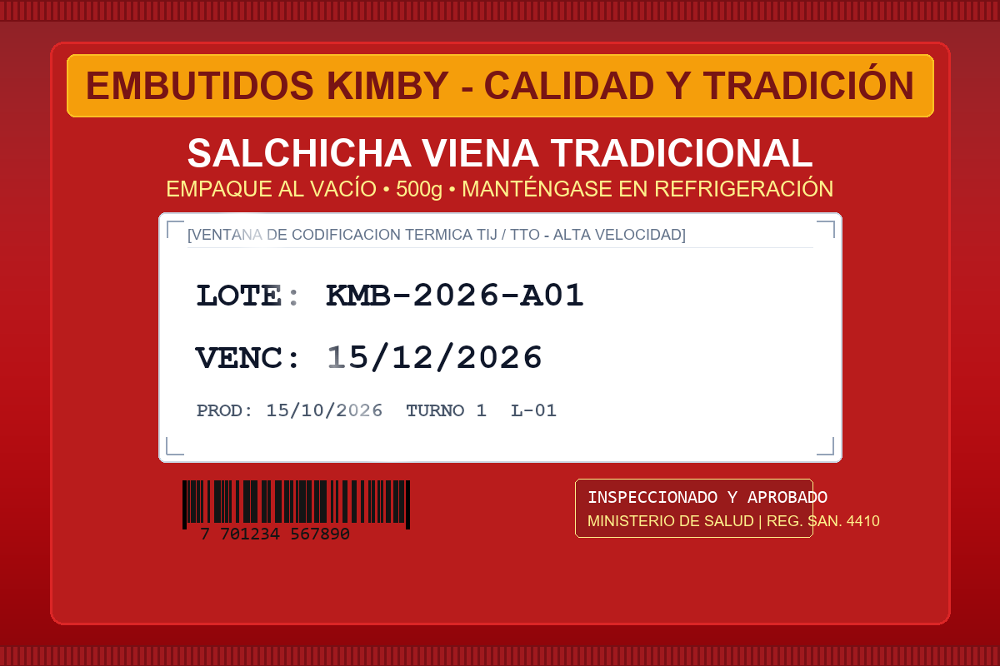 EMBUTIDOS KIMBY - CALIDAD Y TRADICIÓN
SALCHICHA VIENA TRADICIONAL
EMPAQUE AL VACÍO • 500g • MANTÉNGASE EN REFRIGERACIÓN
[VENTANA DE CODIFICACION TERMICA TIJ / TTO - ALTA VELOCIDAD]
LOTE: KMB-2026-A01
VENC: 15/12/2026
PROD: 15/10/2026 TURNO 1 L-01
7 701234 567890
INSPECCIONADO Y APROBADO
MINISTERIO DE SALUD | REG. SAN. 4410